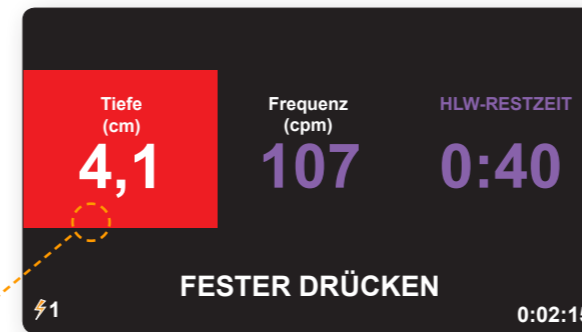 Tiefe
(cm)
4,1
Frequenz
(cpm)
107
HLW-RESTZEIT
0:40
FESTER DRÜCKEN
1